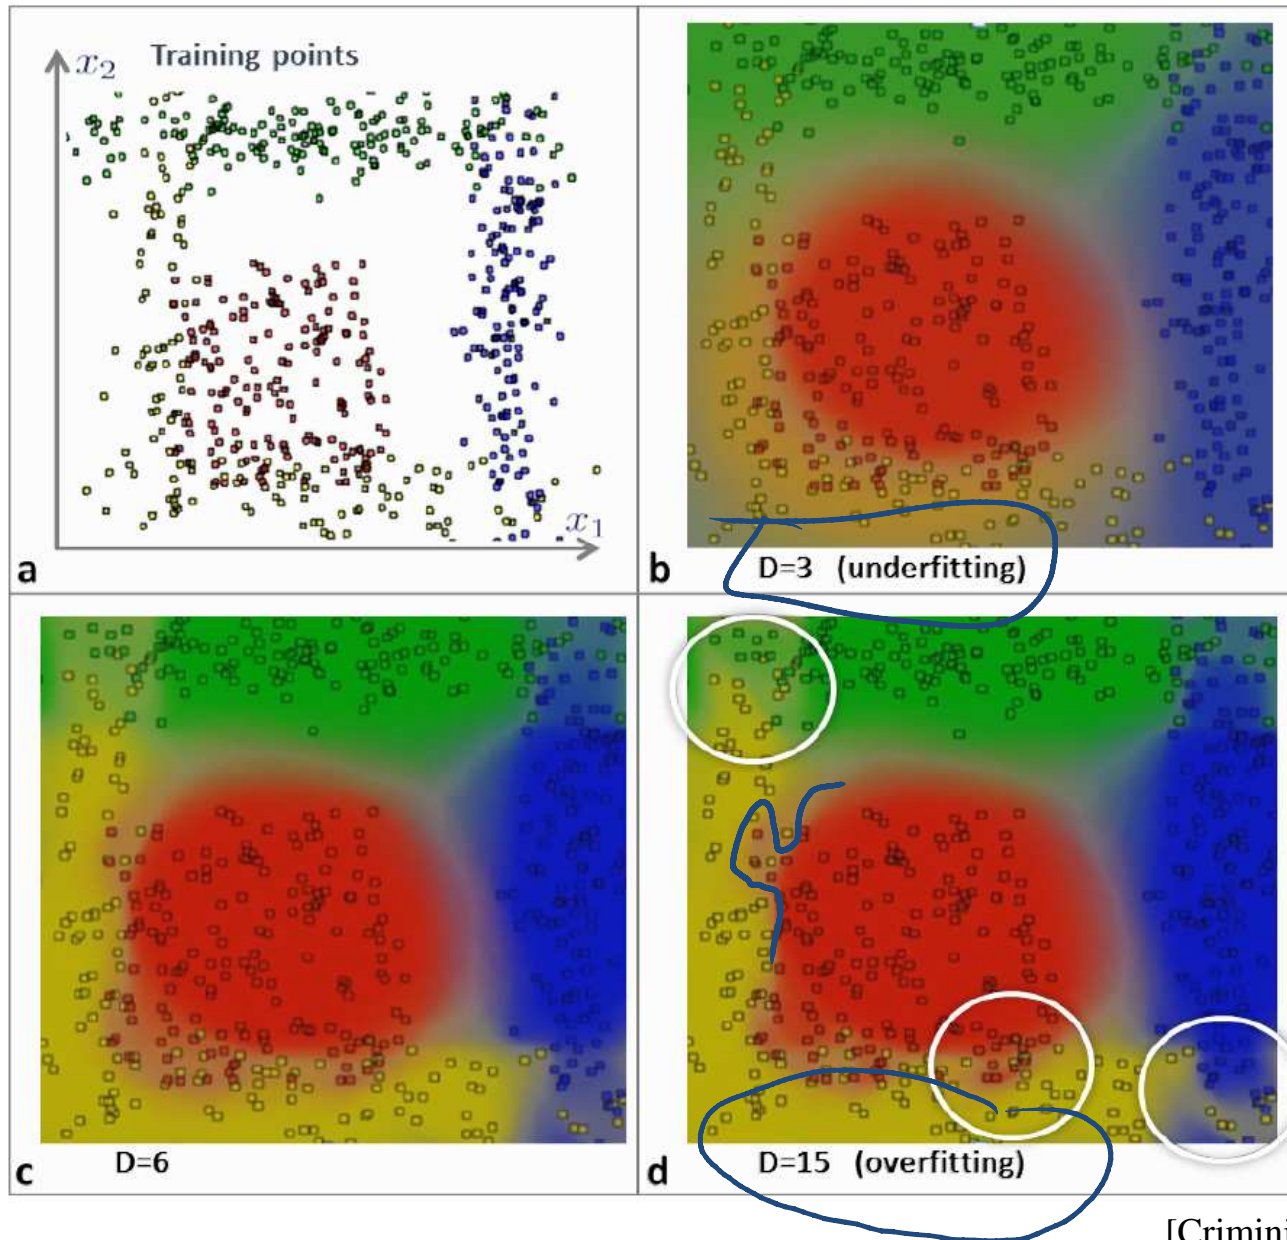 x₂ Training points
x₁
a
b D=3 (underfitting)
c D=6
d D=15 (overfitting)